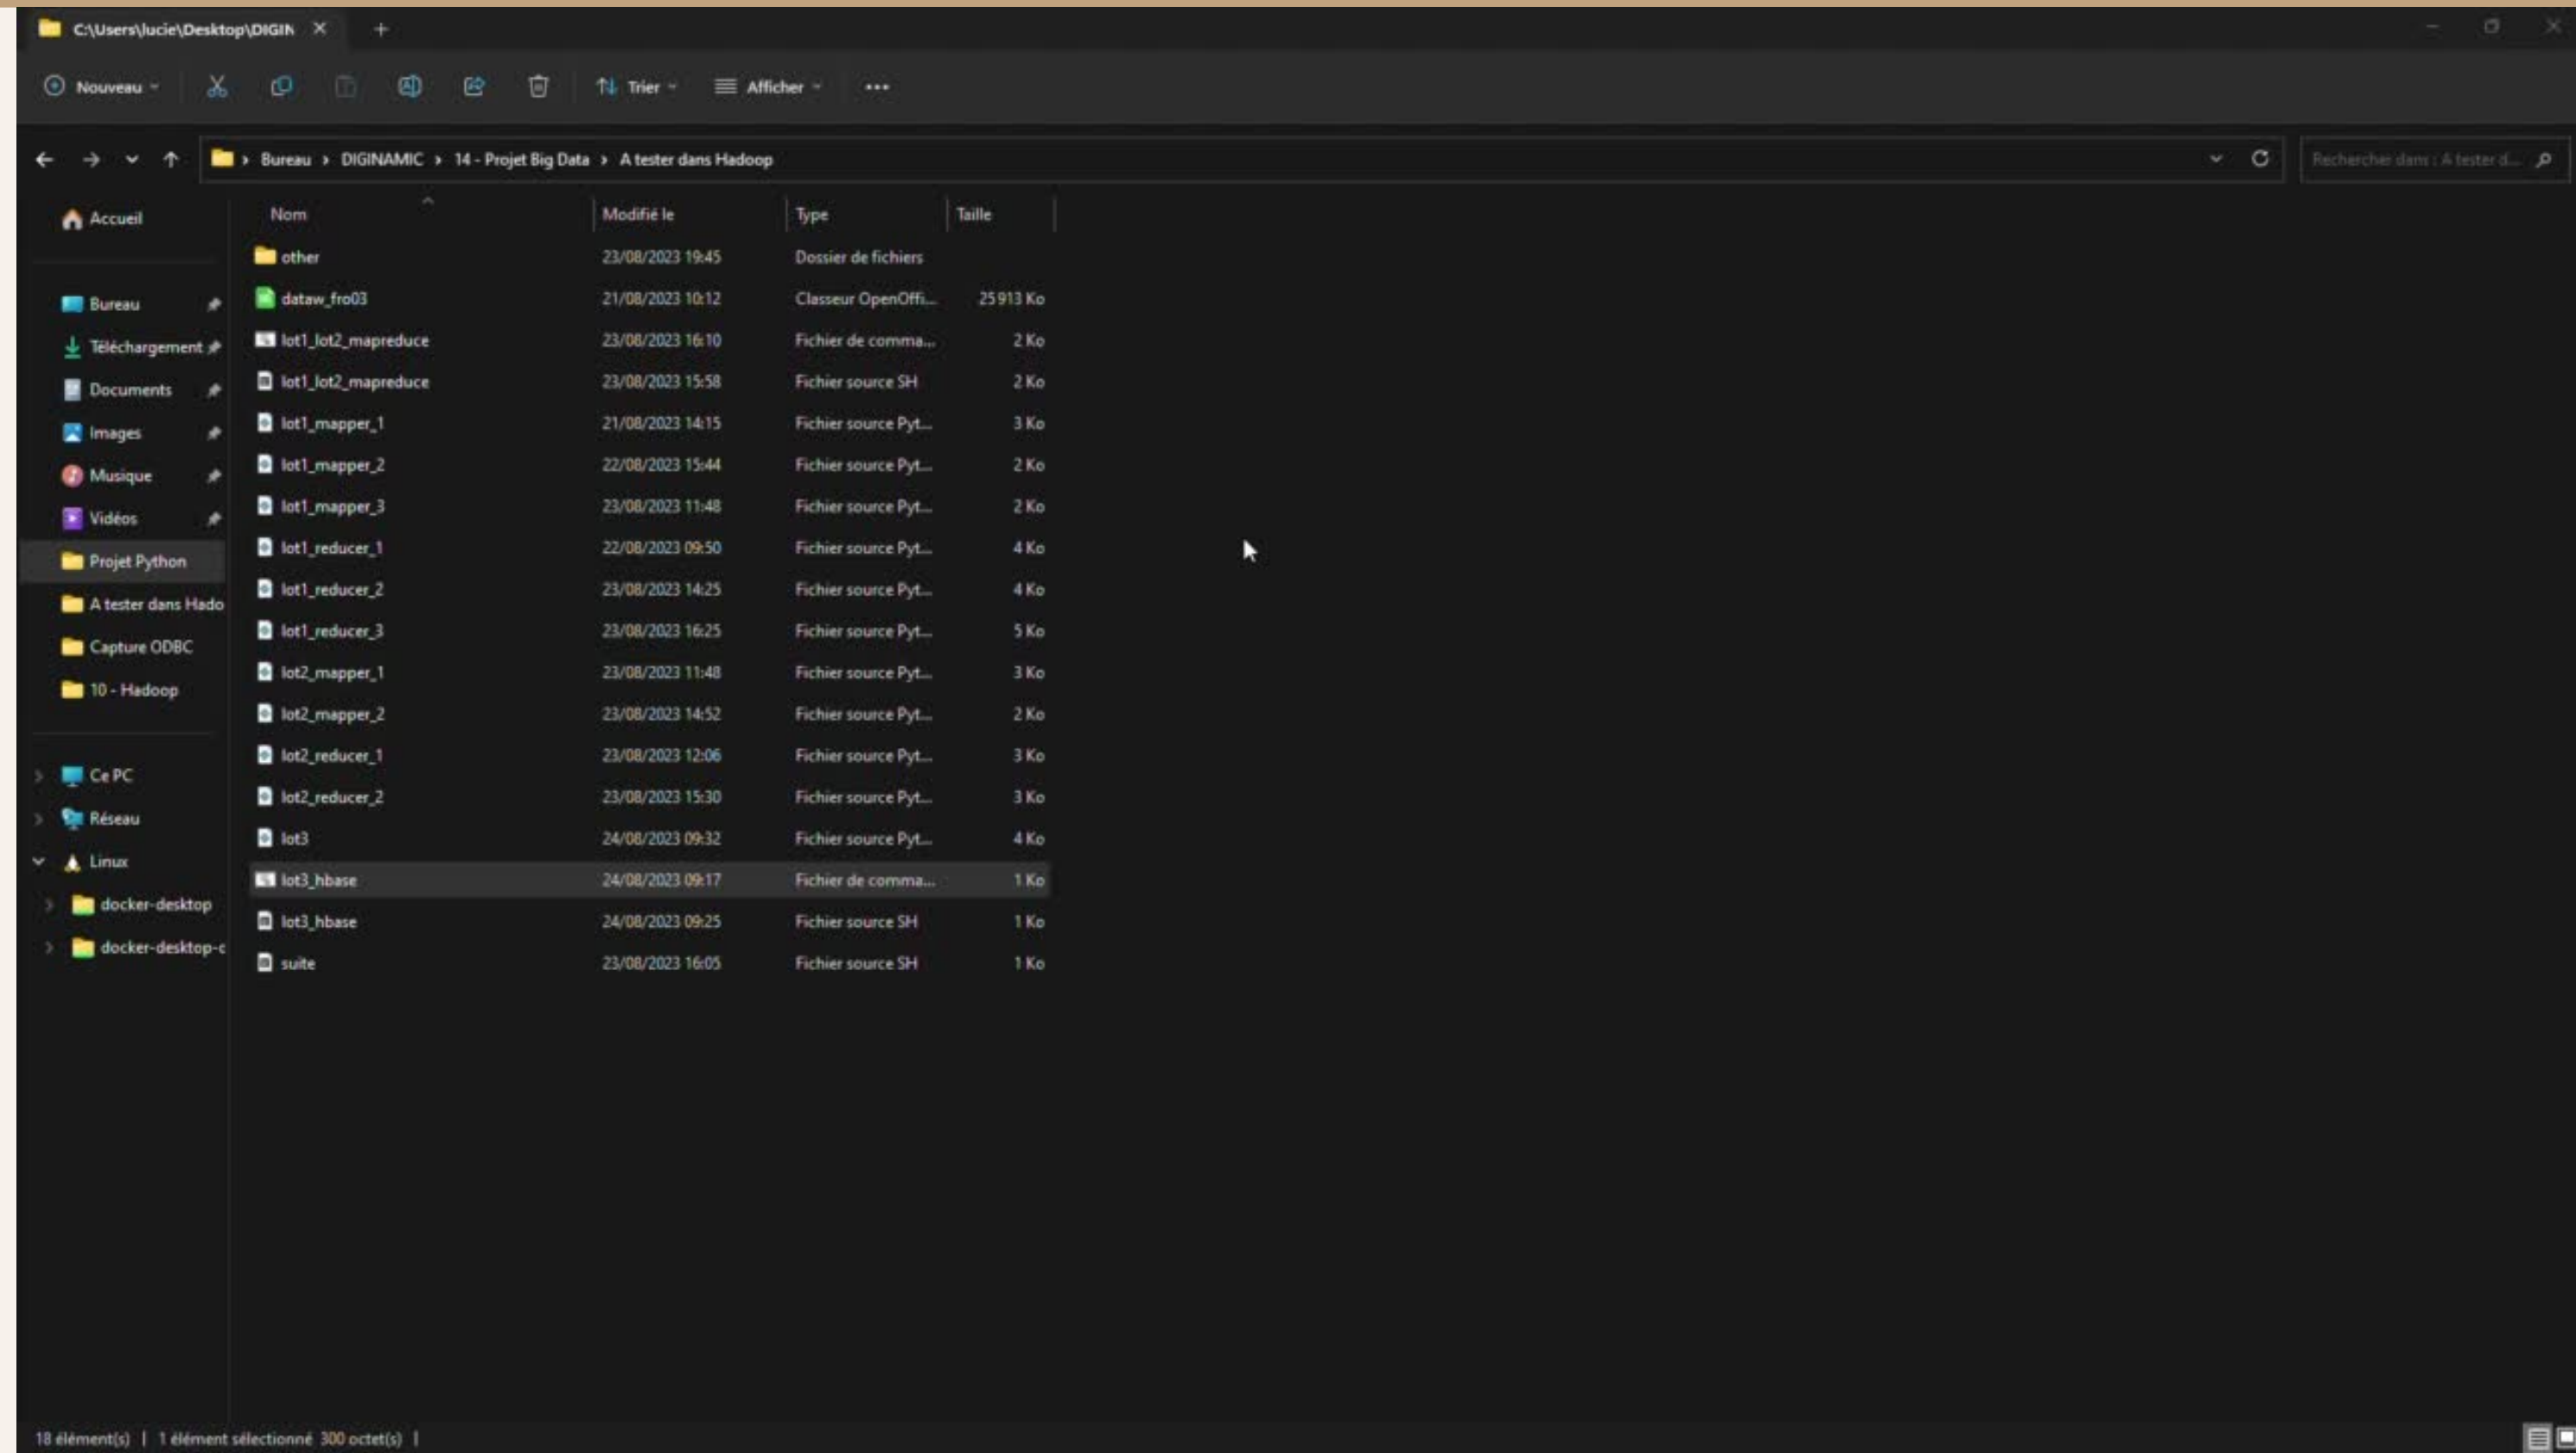 C:\Users\lucie\Desktop\DIGIN
Nouveau
Trier
Afficher
Bureau > DIGINAMIC > 14 - Projet Big Data > A tester dans Hadoop
Rechercher dans : A tester d...
Accueil
Bureau
Téléchargement
Documents
Images
Musique
Vidéos
Projet Python
A tester dans Hado
Capture ODBC
10 - Hadoop
Ce PC
Réseau
Linux
docker-desktop
docker-desktop-c
Nom Modifié le Type Taille
other 23/08/2023 19:45 Dossier de fichiers
dataw_fro03 21/08/2023 10:12 Classeur OpenOffi... 25 913 Ko
lot1_lot2_mapreduce 23/08/2023 16:10 Fichier de comma... 2 Ko
lot1_lot2_mapreduce 23/08/2023 15:58 Fichier source SH 2 Ko
lot1_mapper_1 21/08/2023 14:15 Fichier source Pyt... 3 Ko
lot1_mapper_2 22/08/2023 15:44 Fichier source Pyt... 2 Ko
lot1_mapper_3 23/08/2023 11:48 Fichier source Pyt... 2 Ko
lot1_reducer_1 22/08/2023 09:50 Fichier source Pyt... 4 Ko
lot1_reducer_2 23/08/2023 14:25 Fichier source Pyt... 4 Ko
lot1_reducer_3 23/08/2023 16:25 Fichier source Pyt... 5 Ko
lot2_mapper_1 23/08/2023 11:48 Fichier source Pyt... 3 Ko
lot2_mapper_2 23/08/2023 14:52 Fichier source Pyt... 2 Ko
lot2_reducer_1 23/08/2023 12:06 Fichier source Pyt... 3 Ko
lot2_reducer_2 23/08/2023 15:30 Fichier source Pyt... 3 Ko
lot3 24/08/2023 09:32 Fichier source Pyt... 4 Ko
lot3_hbase 24/08/2023 09:17 Fichier de comma... 1 Ko
lot3_hbase 24/08/2023 09:25 Fichier source SH 1 Ko
suite 23/08/2023 16:05 Fichier source SH 1 Ko
18 élément(s) | 1 élément sélectionné 300 octet(s) |